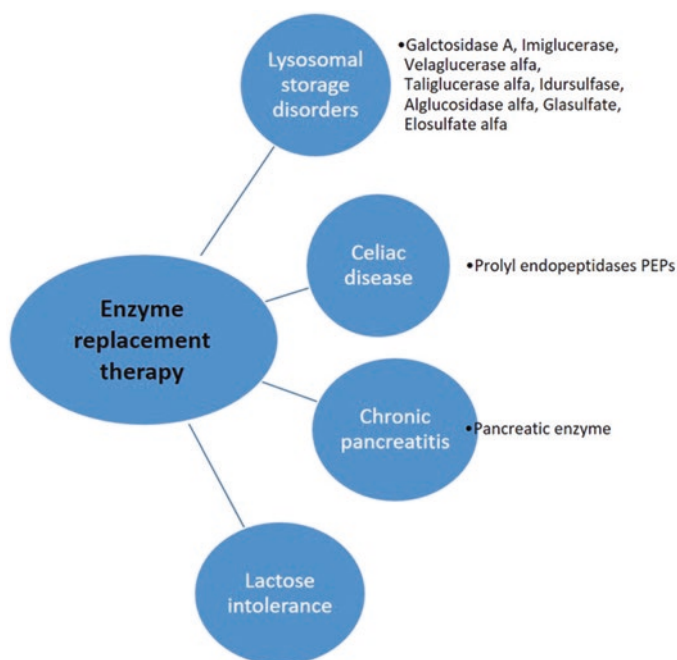 Lysosomal
storage
disorders
•Galctosidase A, Imiglucerase,
Velaglucerase alfa,
Taliglucerase alfa, Idursulfase,
Alglucosidase alfa, Glasulfate,
Elosulfate alfa
Celiac
disease
•Prolyl endopeptidases PEPs
Enzyme
replacement
therapy
Chronic
pancreatitis
•Pancreatic enzyme
Lactose
intolerance